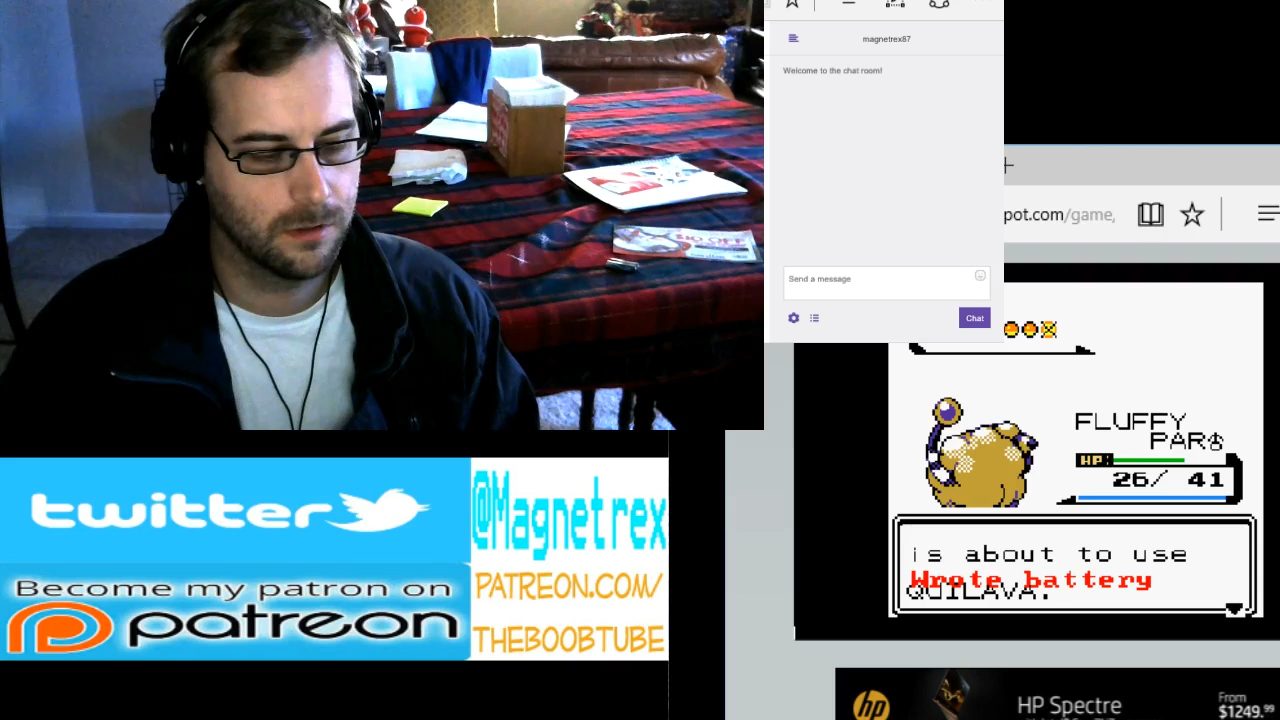 magnetrex87
Welcome to the chat room!
Send a message
Chat
pot.com/game,
FLUFFY
PAR
HP
26/ 41
is about to use
Wrote battery
QUILAVA.
twitter
@Magnetrex
Become my patron on
patreon
PATREON.COM/
THEBOOBTUBE
hp
HP Spectre
From
$1249.99